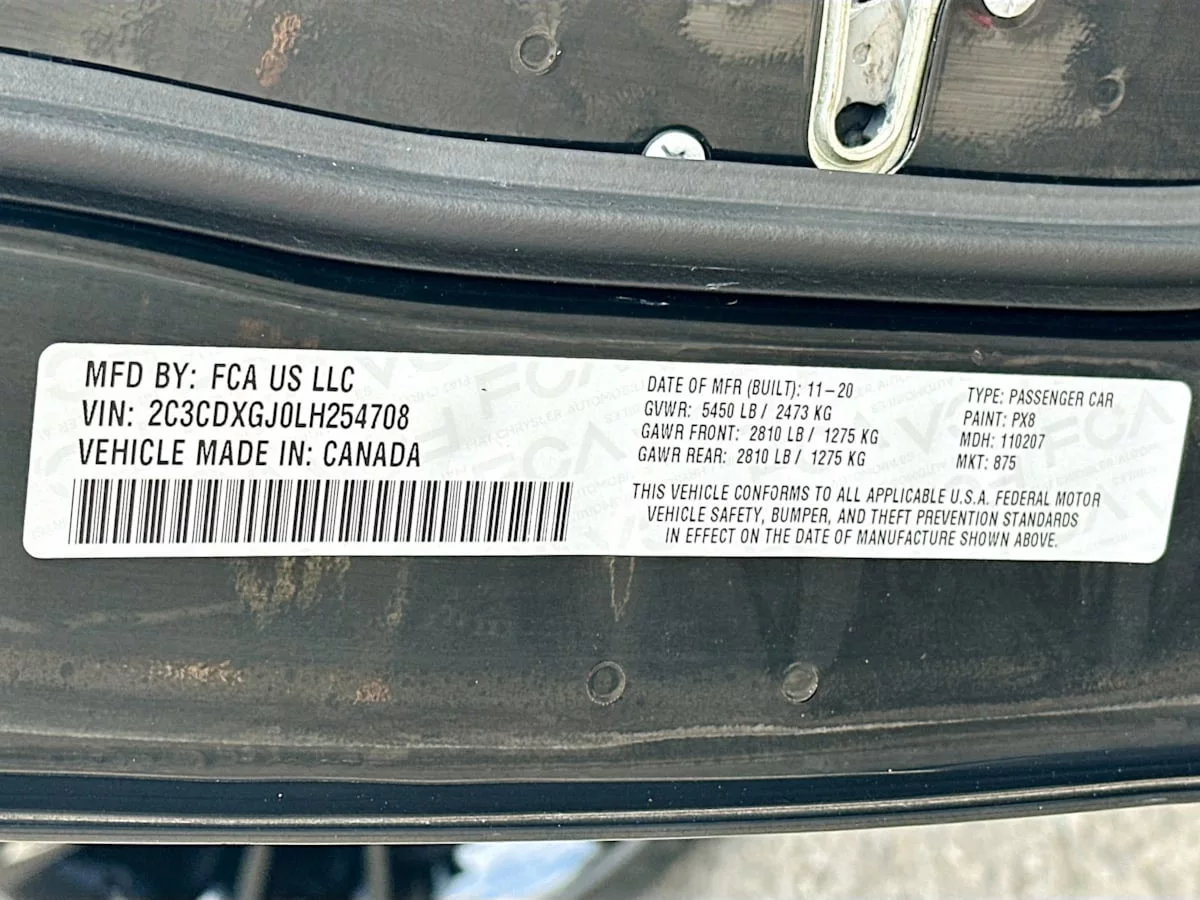 MFD BY: FCA US LLC
VIN: 2C3CDXGJ0LH254708
VEHICLE MADE IN: CANADA
DATE OF MFR (BUILT): 11-20
GVWR: 5450 LB / 2473 KG
GAWR FRONT: 2810 LB / 1275 KG
GAWR REAR: 2810 LB / 1275 KG
TYPE: PASSENGER CAR
PAINT: PX8
MDH: 110207
MKT: 875
THIS VEHICLE CONFORMS TO ALL APPLICABLE U.S.A. FEDERAL MOTOR
VEHICLE SAFETY, BUMPER, AND THEFT PREVENTION STANDARDS
IN EFFECT ON THE DATE OF MANUFACTURE SHOWN ABOVE.